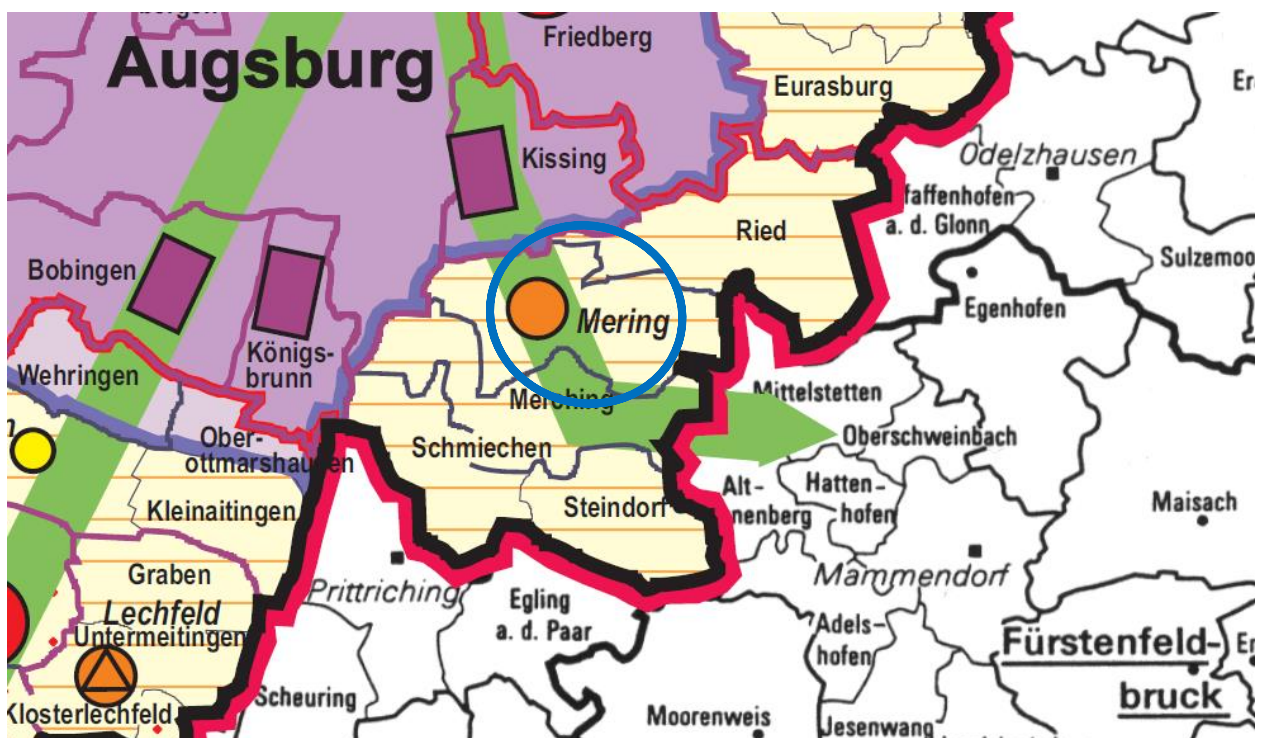 Friedberg
Augsburg
Eurasburg
Kissing
Odelzhausen
faffenhofen
a. d. Glonn
Ried
Sulzemoo
Bobingen
Egenhofen
Mering
Königs-
brunn
Wehringen
Mittelstetten
Merching
Ober-
ottmarshausen
Schmiechen
Oberschweinbach
Alt-
nenberg
Hatten-
hofen
Steindorf
Maisach
Kleinaitingen
Graben
Prittriching
Mammendorf
Lechfeld
Egling
a. d. Paar
Untermeitingen
Adels-
hofen
Fürstenfeld-
bruck
Scheuring
Klosterlechfeld
Moorenweis
Jesenwang